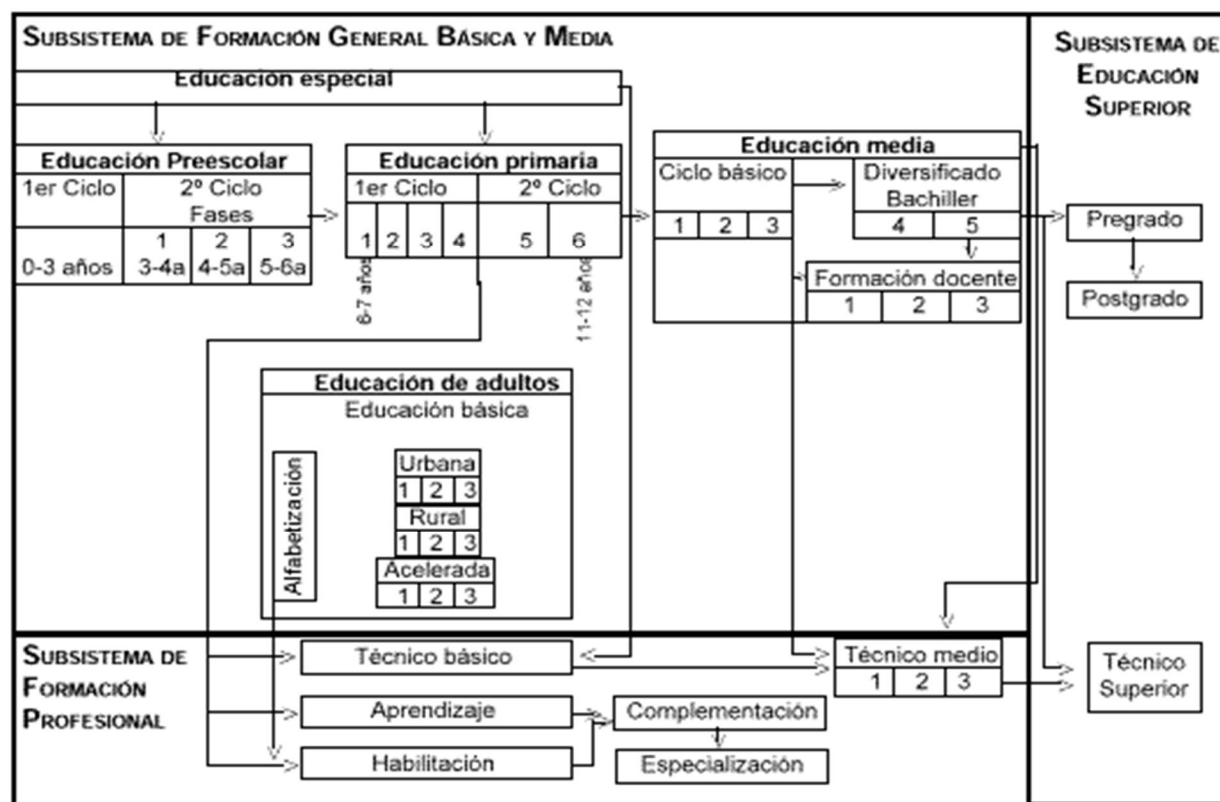 SUBSISTEMA DE FORMACIÓN GENERAL BÁSICA Y MEDIA
Educación especial
Educación Preescolar
1er Ciclo 2º Ciclo
Fases
1 2 3
0-3 años 3-4a 4-5a 5-6a
Educación primaria
1er Ciclo 2º Ciclo
1 2 3 4 5 6
6-7 años 11-12 años
Educación media
Ciclo básico
1 2 3
Diversificado
Bachiller
4 5
Formación docente
1 2 3
Educación de adultos
Educación básica
Alfabetización
Urbana
1 2 3
Rural
1 2 3
Acelerada
1 2 3
SUBSISTEMA DE
EDUCACIÓN
SUPERIOR
Pregrado
Postgrado
Técnico
Superior
SUBSISTEMA DE
FORMACIÓN
PROFESIONAL
Técnico básico
Técnico medio
1 2 3
Aprendizaje
Complementación
Habilitación
Especialización